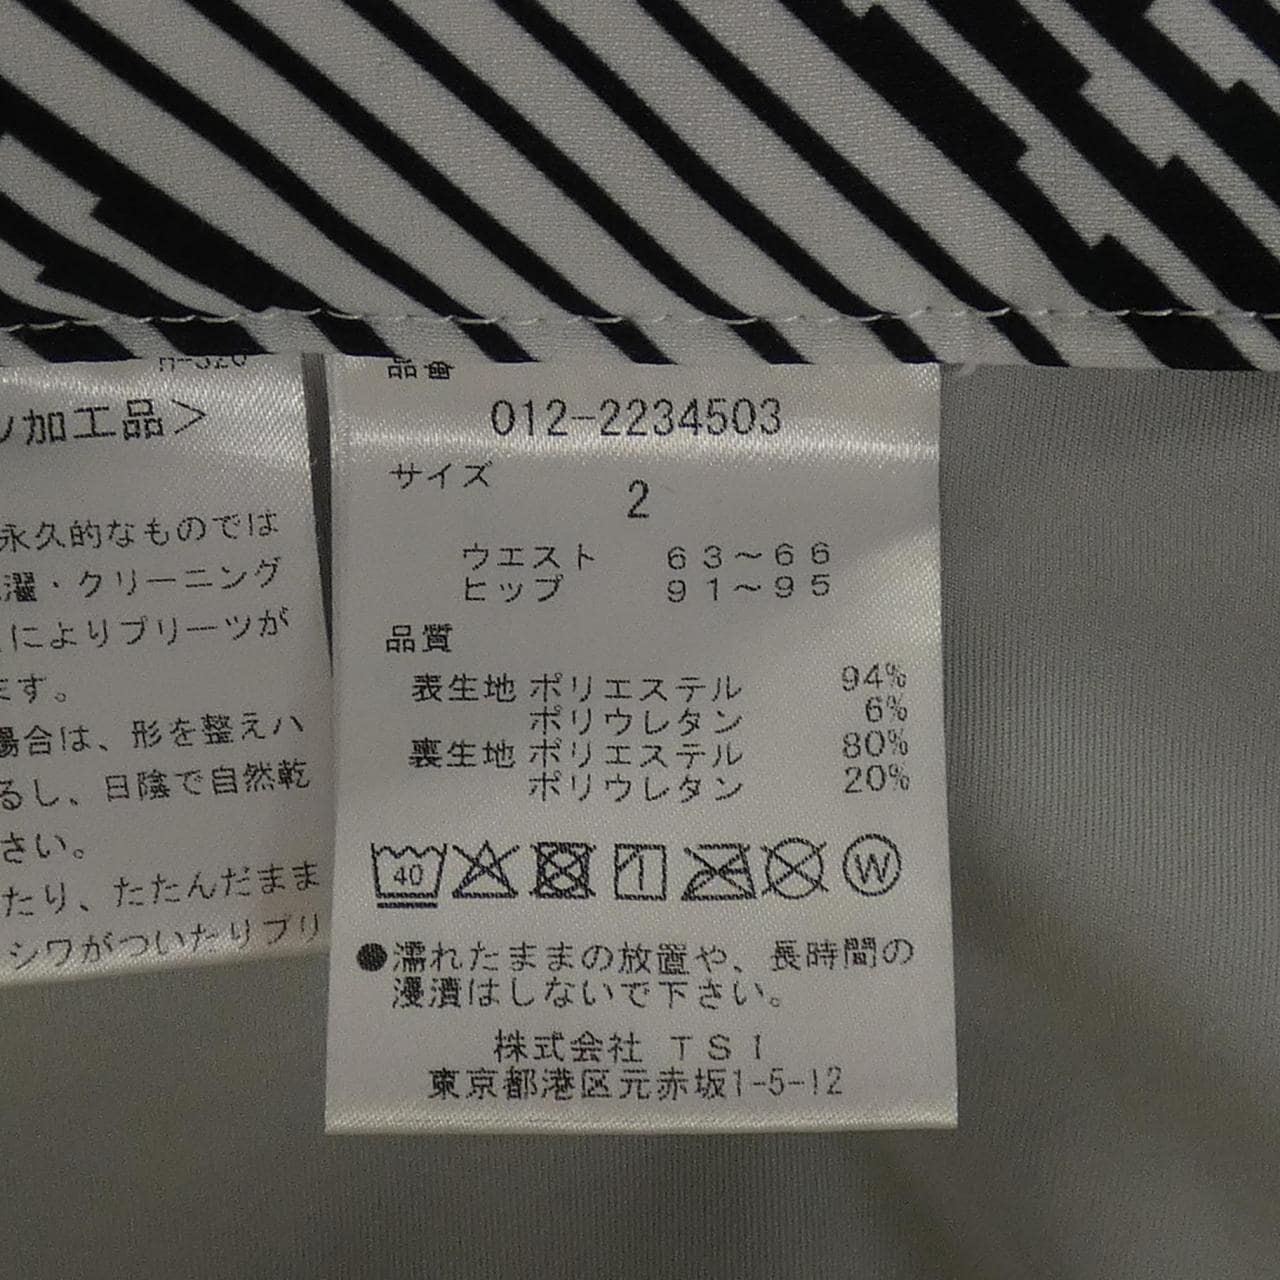 加工品＞
永久的なものでは
濯・クリーニング
によりプリーツが
ます。
場合は、形を整えハ
るし、日陰で自然乾
さい。
たり、たたんだまま
シワがついたりプリ
品番
012-2234503
サイズ
2
ウエスト 63～66
ヒップ 91～95
品質
表生地 ポリエステル 94%
ポリウレタン 6%
裏生地 ポリエステル 80%
ポリウレタン 20%
40 1 W
●濡れたままの放置や、長時間の
浸漬はしないで下さい。
株式会社 TSI
東京都港区元赤坂1-5-12